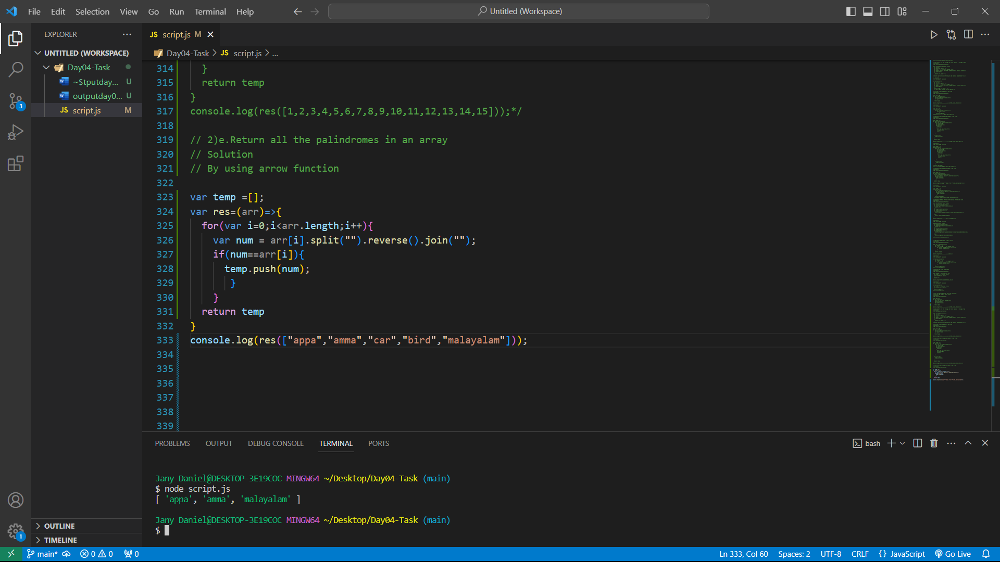 File Edit Selection View Go Run Terminal Help
Untitled (Workspace)
EXPLORER
UNTITLED (WORKSPACE)
Day04-Task
~$tputday... U
outputday0... U
JS script.js M
OUTLINE
TIMELINE
3
1
JS script.js M
Day04-Task > JS script.js > ...
314 }
315 return temp
316 }
317 console.log(res([1,2,3,4,5,6,7,8,9,10,11,12,13,14,15]));*/
318
319 // 2)e.Return all the palindromes in an array
320 // Solution
321 // By using arrow function
322
323 var temp =[];
324 var res=(arr)=>{
325 for(var i=0;i<arr.length;i++){
326 var num = arr[i].split("").reverse().join("");
327 if(num==arr[i]){
328 temp.push(num);
329 }
330 }
331 return temp
332 }
333 console.log(res(["appa","amma","car","bird","malayalam"]));
334
335
336
337
338
339
PROBLEMS OUTPUT DEBUG CONSOLE TERMINAL PORTS
bash
Jany Daniel@DESKTOP-3E19COC MINGW64 ~/Desktop/Day04-Task (main)
$ node script.js
[ 'appa', 'amma', 'malayalam' ]
Jany Daniel@DESKTOP-3E19COC MINGW64 ~/Desktop/Day04-Task (main)
$
main* 0 0 0
Ln 333, Col 60 Spaces: 2 UTF-8 CRLF {} JavaScript Go Live